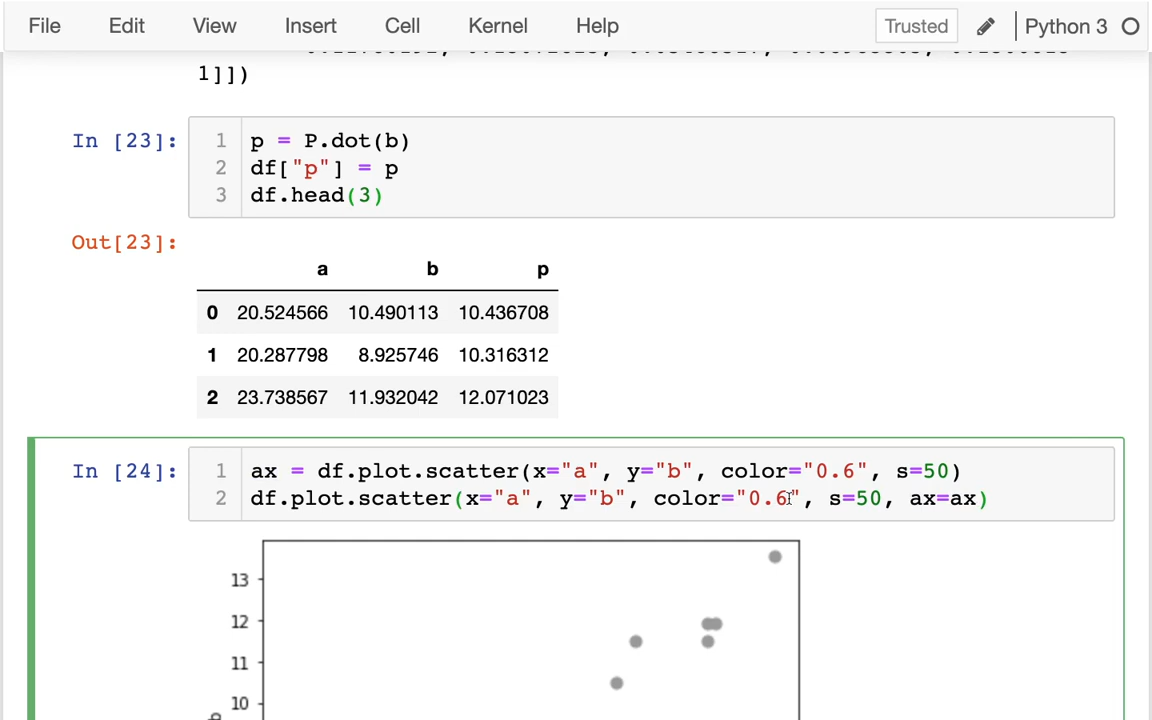 File Edit View Insert Cell Kernel Help Trusted Python 3
1]])
In [23]:
1 p = P.dot(b)
2 df["p"] = p
3 df.head(3)
Out[23]:
a b p
0 20.524566 10.490113 10.436708
1 20.287798 8.925746 10.316312
2 23.738567 11.932042 12.071023
In [24]:
1 ax = df.plot.scatter(x="a", y="b", color="0.6", s=50)
2 df.plot.scatter(x="a", y="b", color="0.6", s=50, ax=ax)
13
12
11
10
b